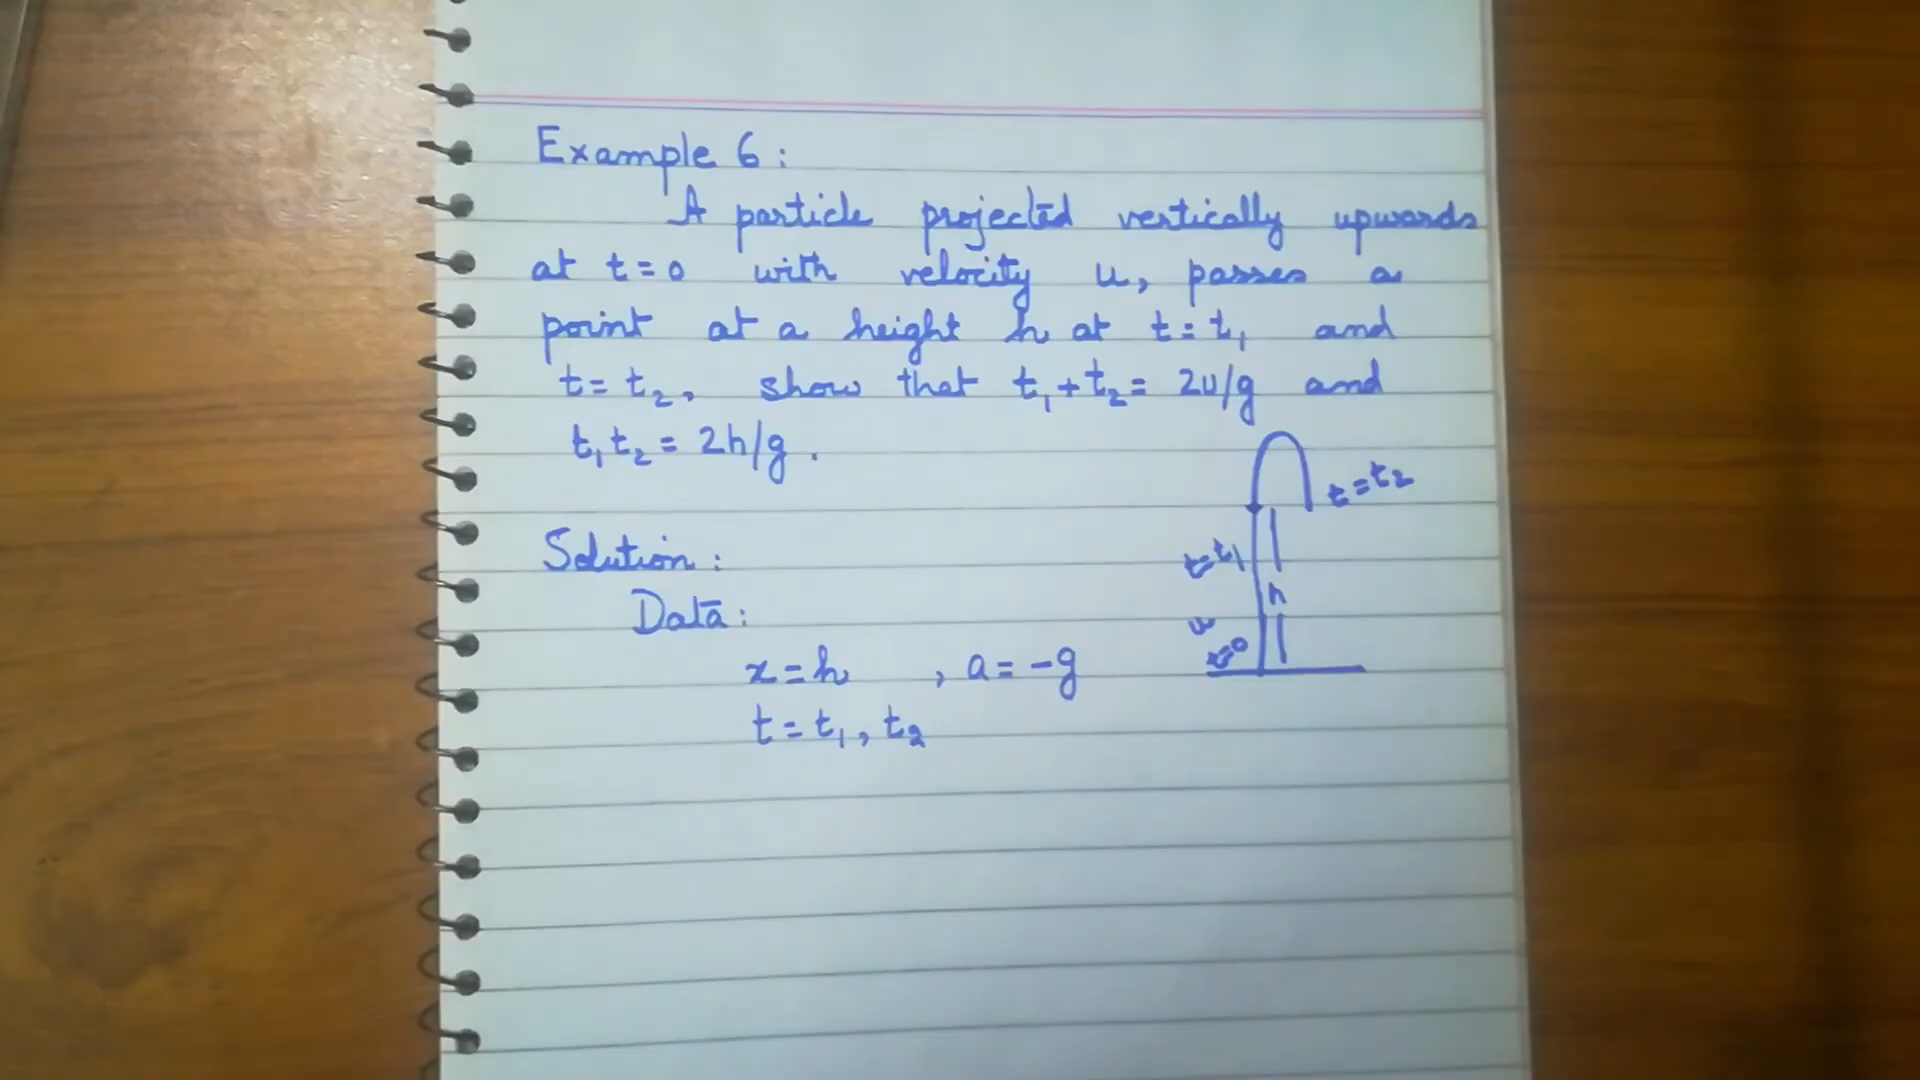 Example 6:
A particle projected vertically upwards
at t=0 with velocity u, passes a
point at a height h at t=t₁ and
t=t₂, show that t₁+t₂= 2u/g and
t₁t₂ = 2h/g.
t=t₂
Solution:
t=t₁
h
Data:
u
t=0
x=h , a=-g
t=t₁, t₂